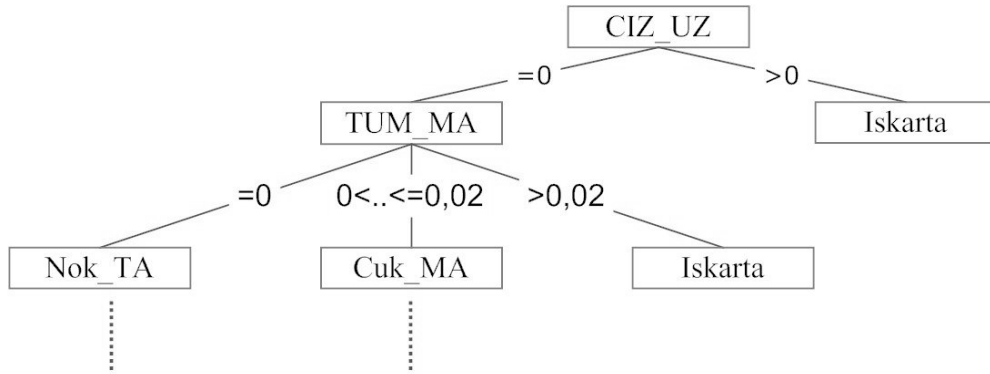 CIZ_UZ
=0
>0
TUM_MA
Iskarta
=0
0<..<=0,02
>0,02
Nok_TA
Cuk_MA
Iskarta